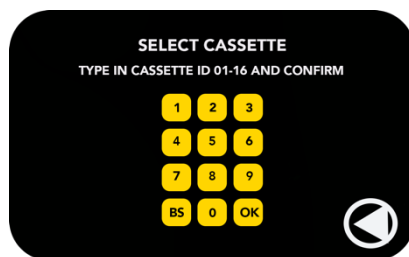 SELECT CASSETTE
TYPE IN CASSETTE ID 01-16 AND CONFIRM
1 2 3
4 5 6
7 8 9
BS 0 OK